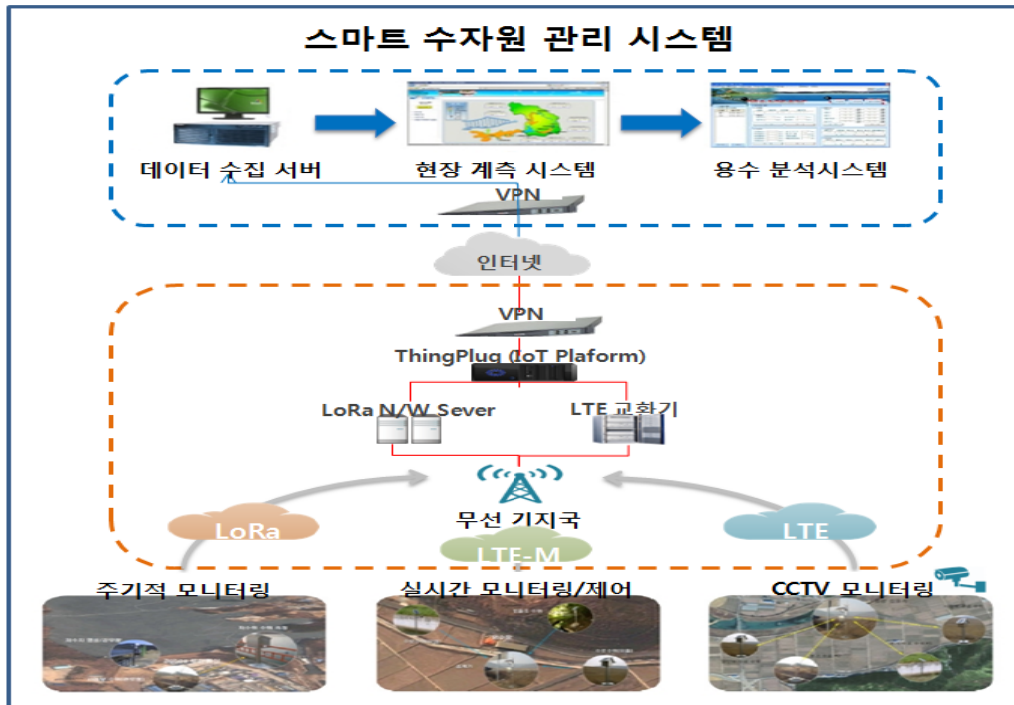 스마트 수자원 관리 시스템
데이터 수집 서버
현장 계측 시스템
용수 분석시스템
VPN
인터넷
VPN
ThingPlug (IoT Plaform)
LoRa N/W Sever
LTE 교환기
무선 기지국
LoRa
LTE-M
LTE
주기적 모니터링
실시간 모니터링/제어
CCTV 모니터링